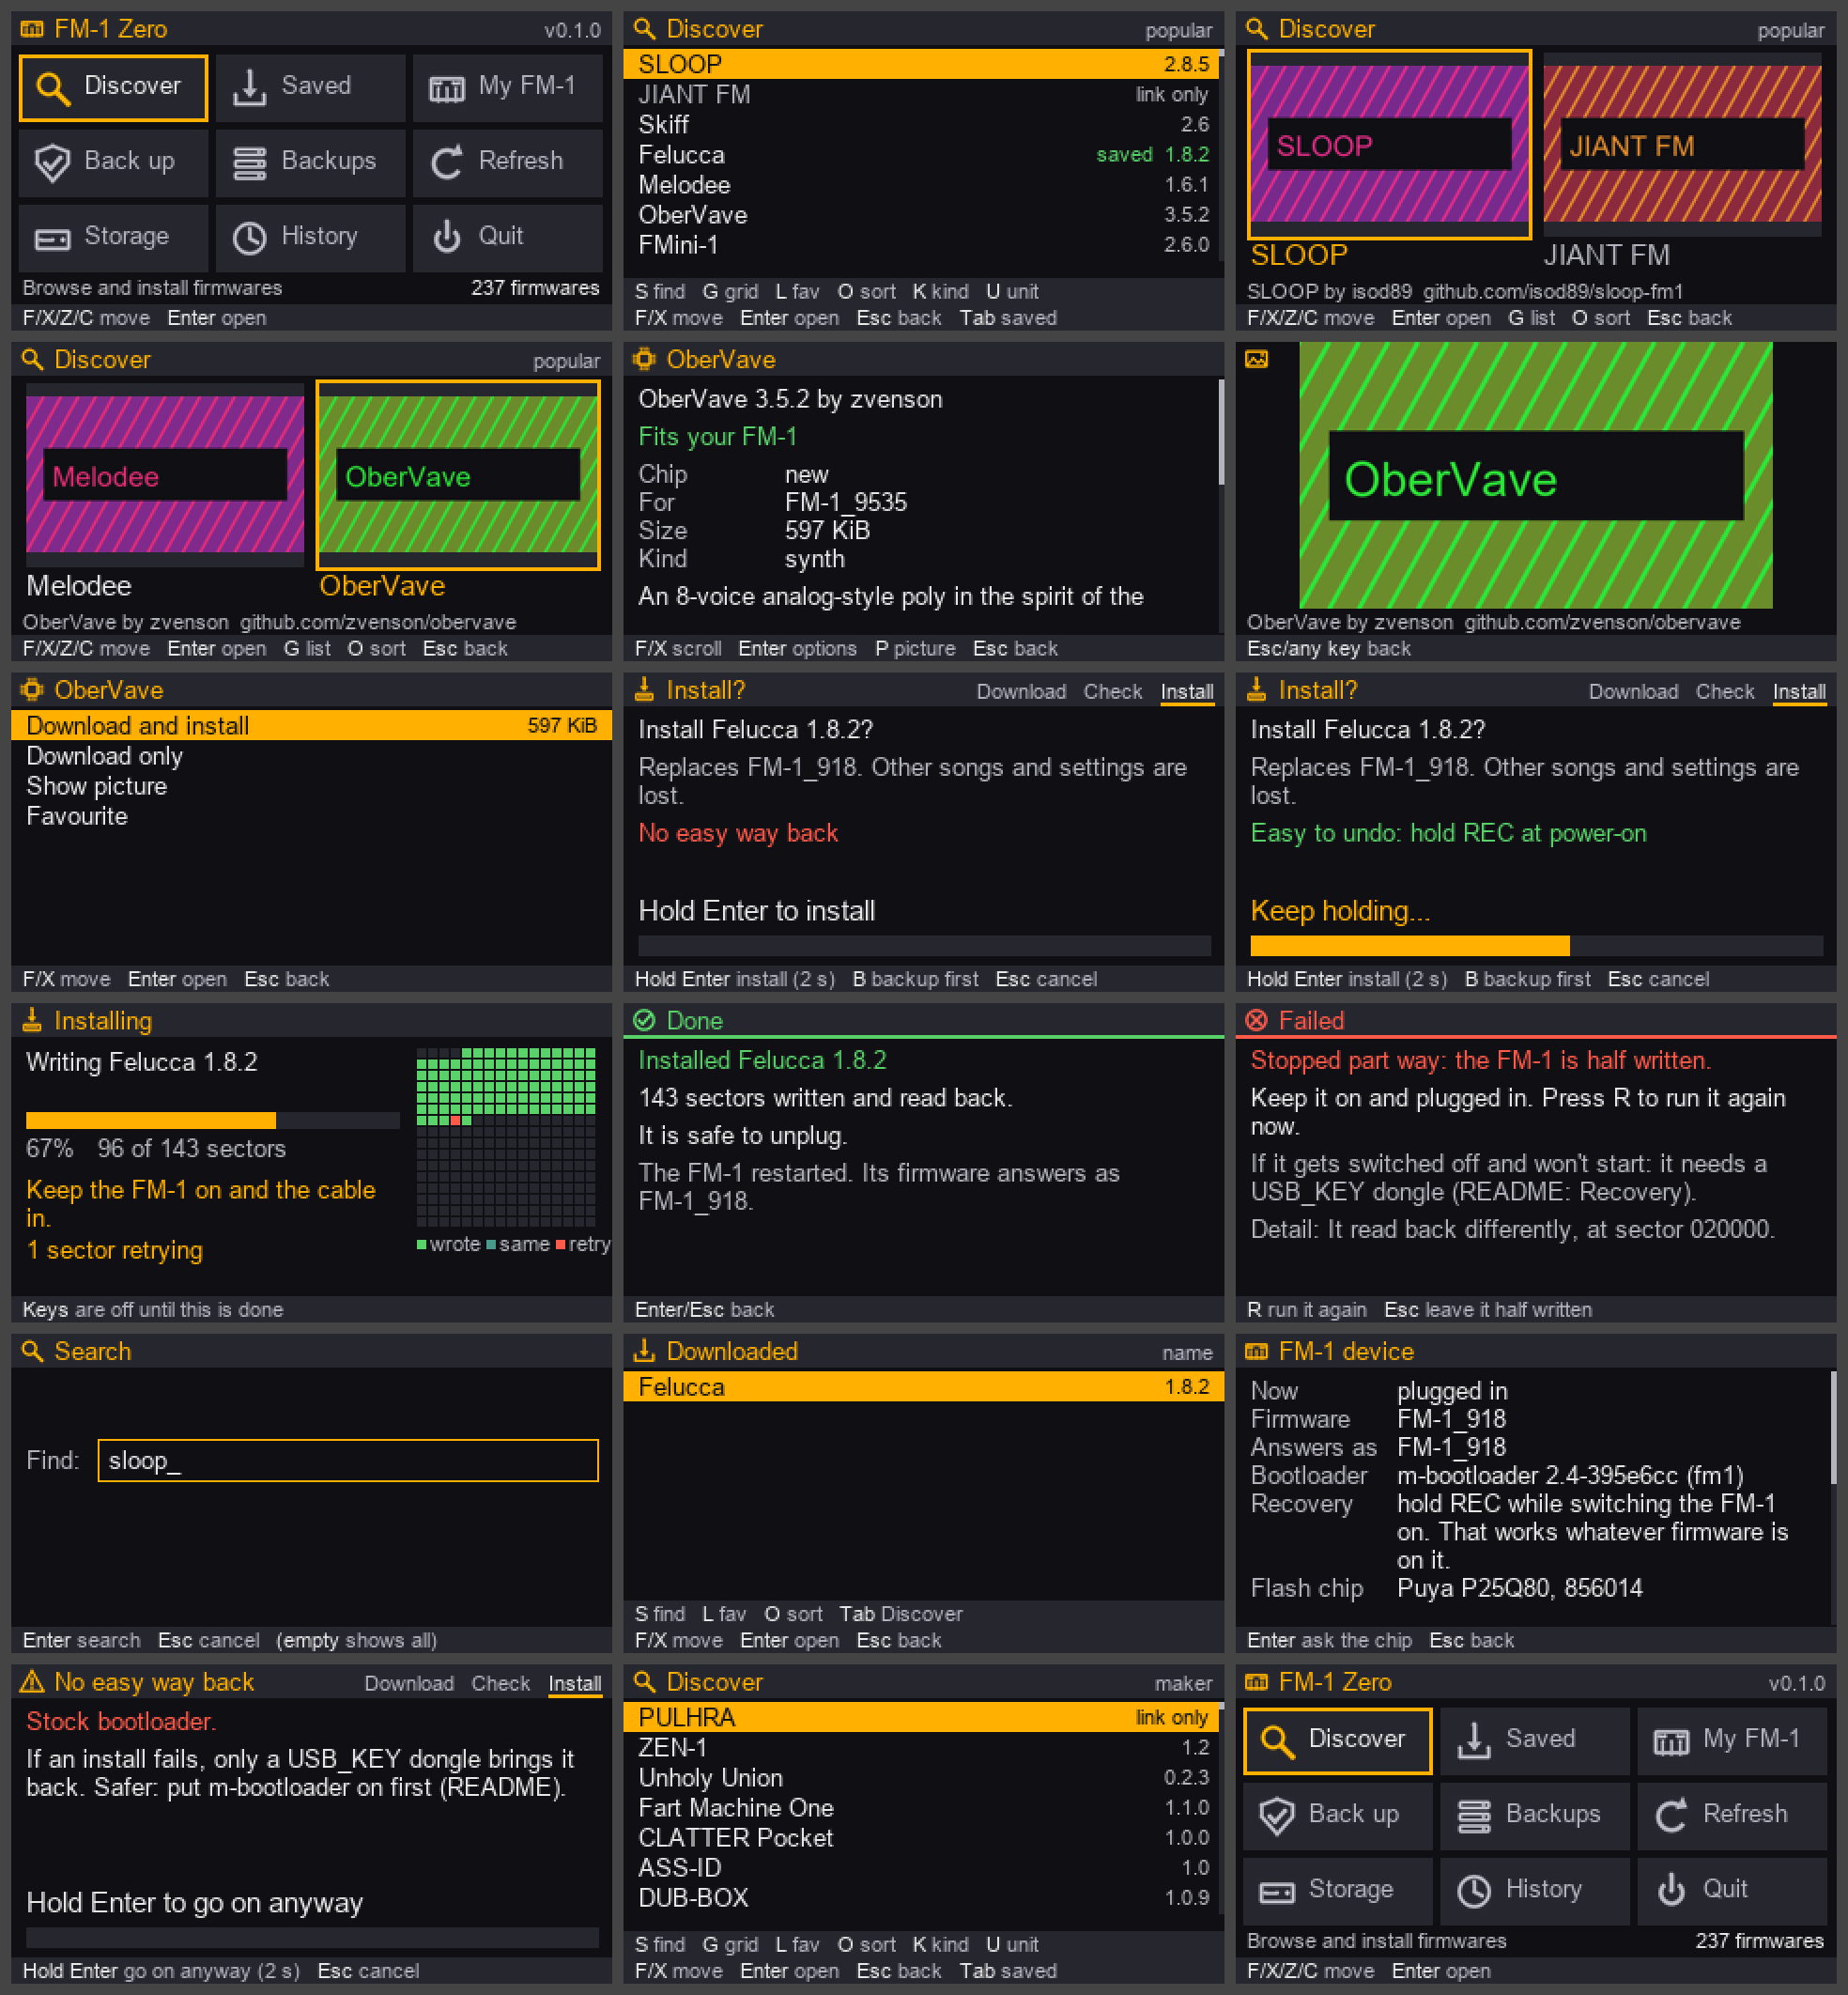 FM-1 Zero v0.1.0
Discover Saved My FM-1
Back up Backups Refresh
Storage History Quit
Browse and install firmwares 237 firmwares
F/X/Z/C move Enter open
Discover popular
SLOOP 2.8.5
JIANT FM link only
Skiff 2.6
Felucca saved 1.8.2
Melodee 1.6.1
OberVave 3.5.2
FMini-1 2.6.0
S find G grid L fav O sort K kind U unit
F/X move Enter open Esc back Tab saved
Discover popular
SLOOP JIANT FM
SLOOP JIANT FM
SLOOP by isod89 github.com/isod89/sloop-fm1
F/X/Z/C move Enter open G list O sort Esc back
Discover popular
Melodee OberVave
Melodee OberVave
OberVave by zvenson github.com/zvenson/obervave
F/X/Z/C move Enter open G list O sort Esc back
OberVave
OberVave 3.5.2 by zvenson
Fits your FM-1
Chip new
For FM-1_9535
Size 597 KiB
Kind synth
An 8-voice analog-style poly in the spirit of the
F/X scroll Enter options P picture Esc back
OberVave
OberVave by zvenson github.com/zvenson/obervave
Esc/any key back
OberVave
Download and install 597 KiB
Download only
Show picture
Favourite
F/X move Enter open Esc back
Install? Download Check Install
Install Felucca 1.8.2?
Replaces FM-1_918. Other songs and settings are
lost.
No easy way back
Hold Enter to install
Hold Enter install (2 s) B backup first Esc cancel
Install? Download Check Install
Install Felucca 1.8.2?
Replaces FM-1_918. Other songs and settings are
lost.
Easy to undo: hold REC at power-on
Keep holding...
Hold Enter install (2 s) B backup first Esc cancel
Installing
Writing Felucca 1.8.2
67% 96 of 143 sectors
Keep the FM-1 on and the cable
in.
1 sector retrying
wrote same retry
Keys are off until this is done
Done
Installed Felucca 1.8.2
143 sectors written and read back.
It is safe to unplug.
The FM-1 restarted. Its firmware answers as
FM-1_918.
Enter/Esc back
Failed
Stopped part way: the FM-1 is half written.
Keep it on and plugged in. Press R to run it again
now.
If it gets switched off and won't start: it needs a
USB_KEY dongle (README: Recovery).
Detail: It read back differently, at sector 020000.
R run it again Esc leave it half written
Search
Find: sloop_
Enter search Esc cancel (empty shows all)
Downloaded name
Felucca 1.8.2
S find L fav O sort Tab Discover
F/X move Enter open Esc back
FM-1 device
Now plugged in
Firmware FM-1_918
Answers as FM-1_918
Bootloader m-bootloader 2.4-395e6cc (fm1)
Recovery hold REC while switching the FM-1
on. That works whatever firmware is
on it.
Flash chip Puya P25Q80, 856014
Enter ask the chip Esc back
No easy way back Download Check Install
Stock bootloader.
If an install fails, only a USB_KEY dongle brings it
back. Safer: put m-bootloader on first (README).
Hold Enter to go on anyway
Hold Enter go on anyway (2 s) Esc cancel
Discover maker
PULHRA link only
ZEN-1 1.2
Unholy Union 0.2.3
Fart Machine One 1.1.0
CLATTER Pocket 1.0.0
ASS-ID 1.0
DUB-BOX 1.0.9
S find G grid L fav O sort K kind U unit
F/X move Enter open Esc back Tab saved
FM-1 Zero v0.1.0
Discover Saved My FM-1
Back up Backups Refresh
Storage History Quit
Browse and install firmwares 237 firmwares
F/X/Z/C move Enter open